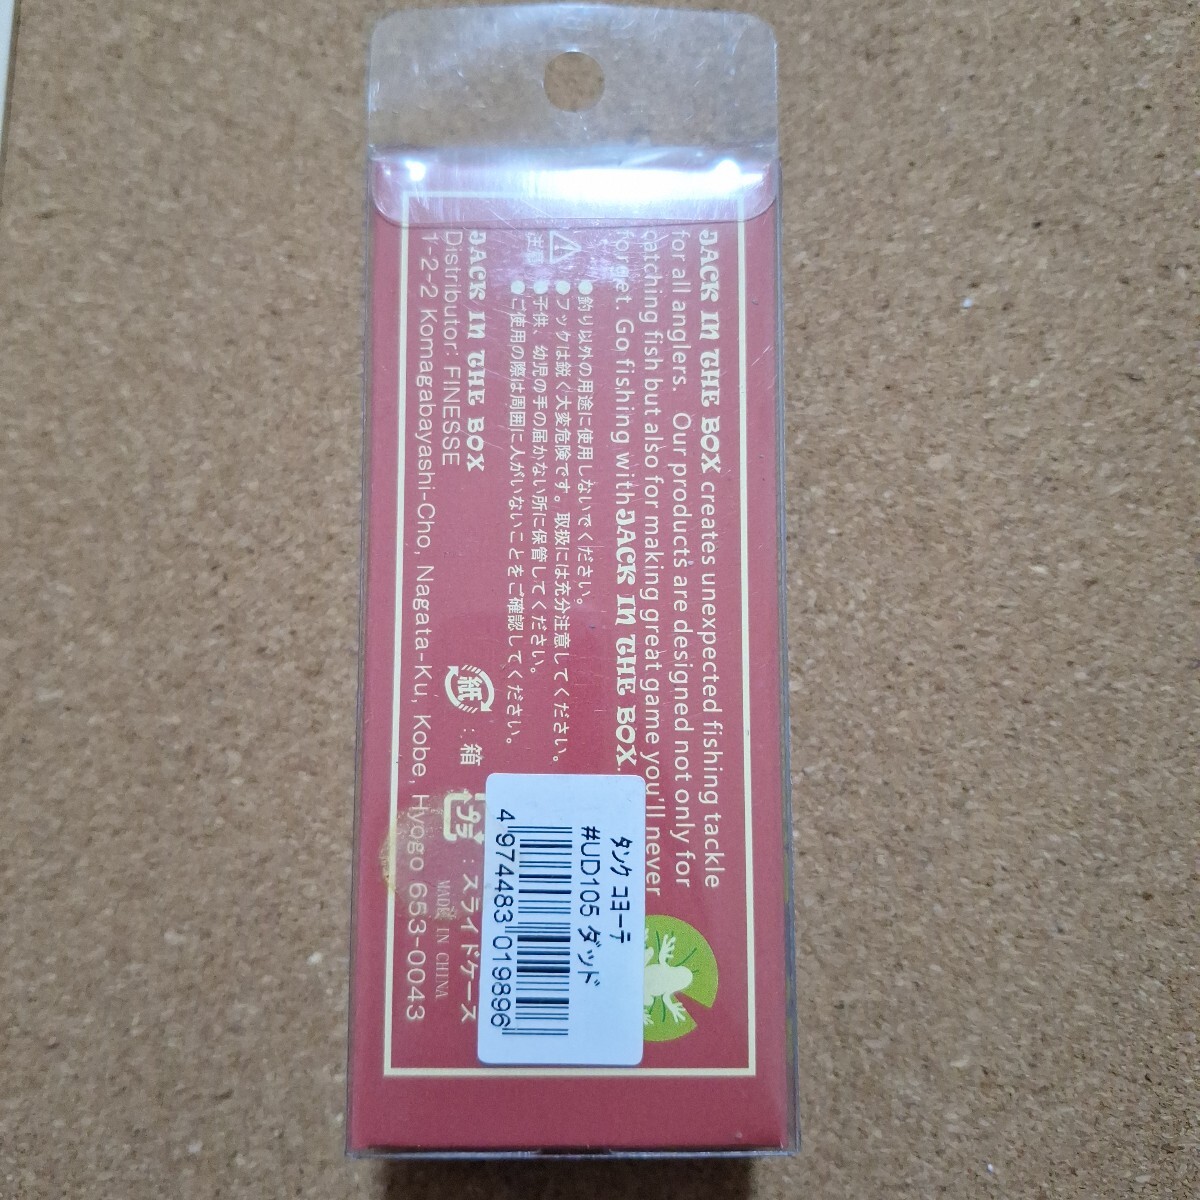 JACK IN THE BOX creates unexpected fishing tackle
for all anglers. Our products are designed not only for
catching fish but also for making great game you'll never
forget. Go fishing with JACK IN THE BOX.
●釣り以外の用途に使用しないでください。
●フックは鋭く大変危険です。取扱には充分注意してください。
注意
●子供、幼児の手の届かない所に保管してください。
●ご使用の際は周囲に人がいないことをご確認してください。
JACK IN THE BOX
Distributor: FINESSE
1-2-2 Komagabayashi-Cho, Nagata-Ku, Kobe, Hyogo 653-0043
紙 : 箱
プラ : スライドケース
MADE IN CHINA
タンク コヨーテ
#UD105 ダッド
4 974483 019896